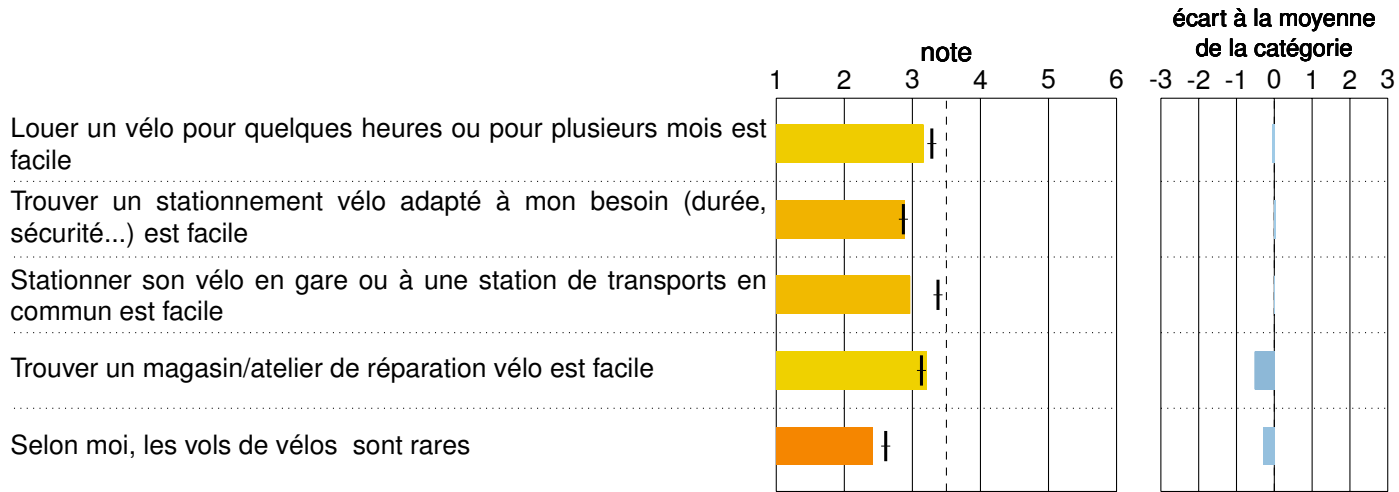 écart à la moyenne
note de la catégorie
1 2 3 4 5 6 -3 -2 -1 0 1 2 3
Louer un vélo pour quelques heures ou pour plusieurs mois est
facile
Trouver un stationnement vélo adapté à mon besoin (durée,
sécurité...) est facile
Stationner son vélo en gare ou à une station de transports en
commun est facile
Trouver un magasin/atelier de réparation vélo est facile
Selon moi, les vols de vélos sont rares